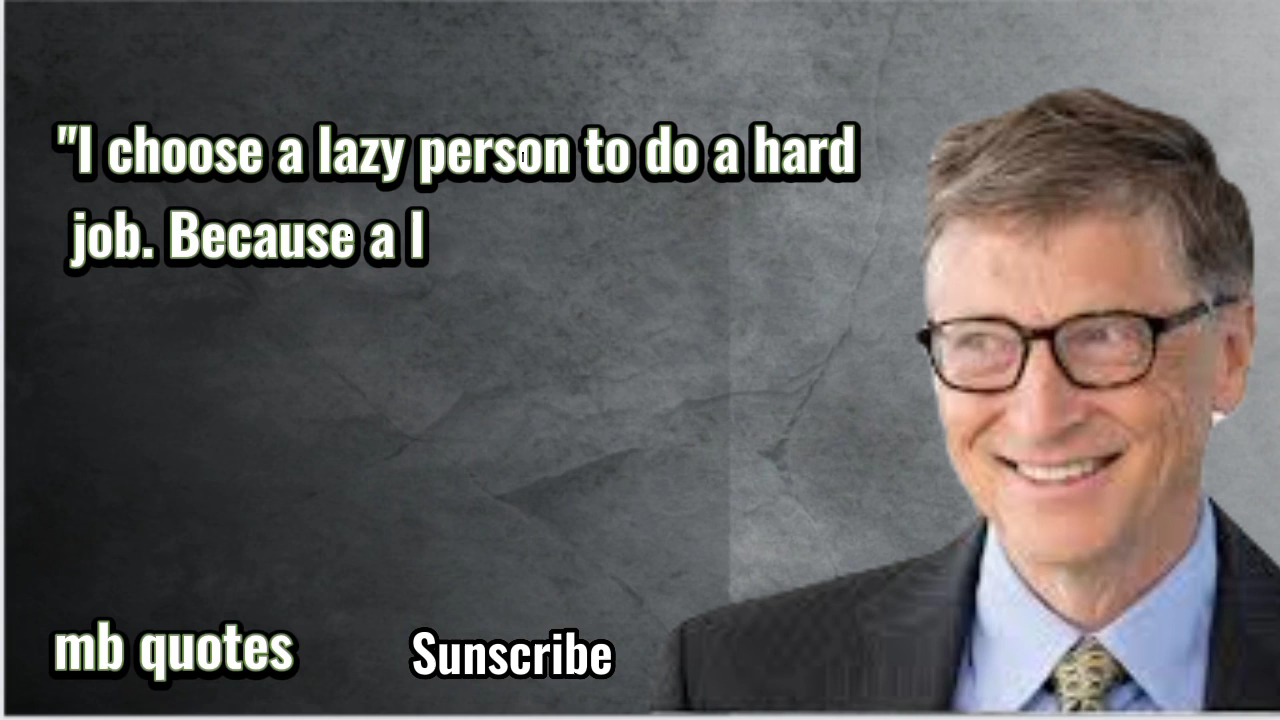 "I choose a lazy person to do a hard
job. Because a l
mb quotes
Sunscribe